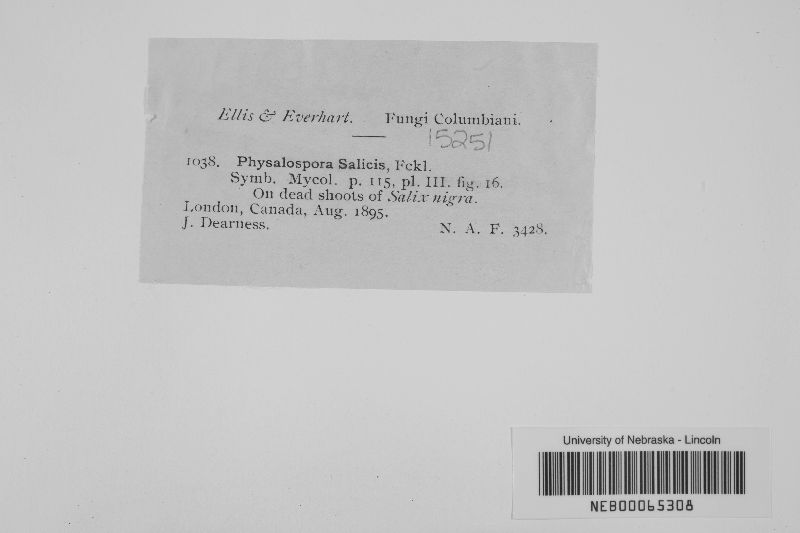 Ellis & Everhart. Fungi Columbiani.
15251
1038. Physalospora Salicis, Fckl.
Symb. Mycol. p. 115, pl. III. fig. 16.
On dead shoots of Salix nigra.
London, Canada, Aug. 1895.
J. Dearness. N. A. F. 3428.
University of Nebraska - Lincoln
NEB00065308